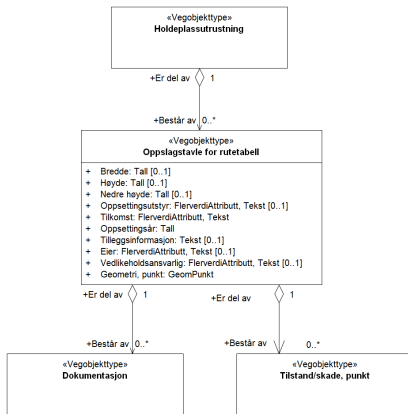 «Vegobjekttype»
Holdeplassutrustning
+Er del av 1
+Består av 0..*
«Vegobjekttype»
Oppslagstavle for rutetabell
+ Bredde: Tall [0..1]
+ Høyde: Tall [0..1]
+ Nedre høyde: Tall [0..1]
+ Oppsettingsutstyr: FlerverdiAttributt, Tekst [0..1]
+ Tilkomst: FlerverdiAttributt, Tekst
+ Oppsettingsår: Tall
+ Tilleggsinformasjon: Tekst [0..1]
+ Eier: FlerverdiAttributt, Tekst [0..1]
+ Vedlikeholdsansvarlig: FlerverdiAttributt, Tekst [0..1]
+ Geometri, punkt: GeomPunkt
+Er del av 1
+Er del av 1
+Består av 0..*
+Består av 0..*
«Vegobjekttype»
Dokumentasjon
«Vegobjekttype»
Tilstand/skade, punkt